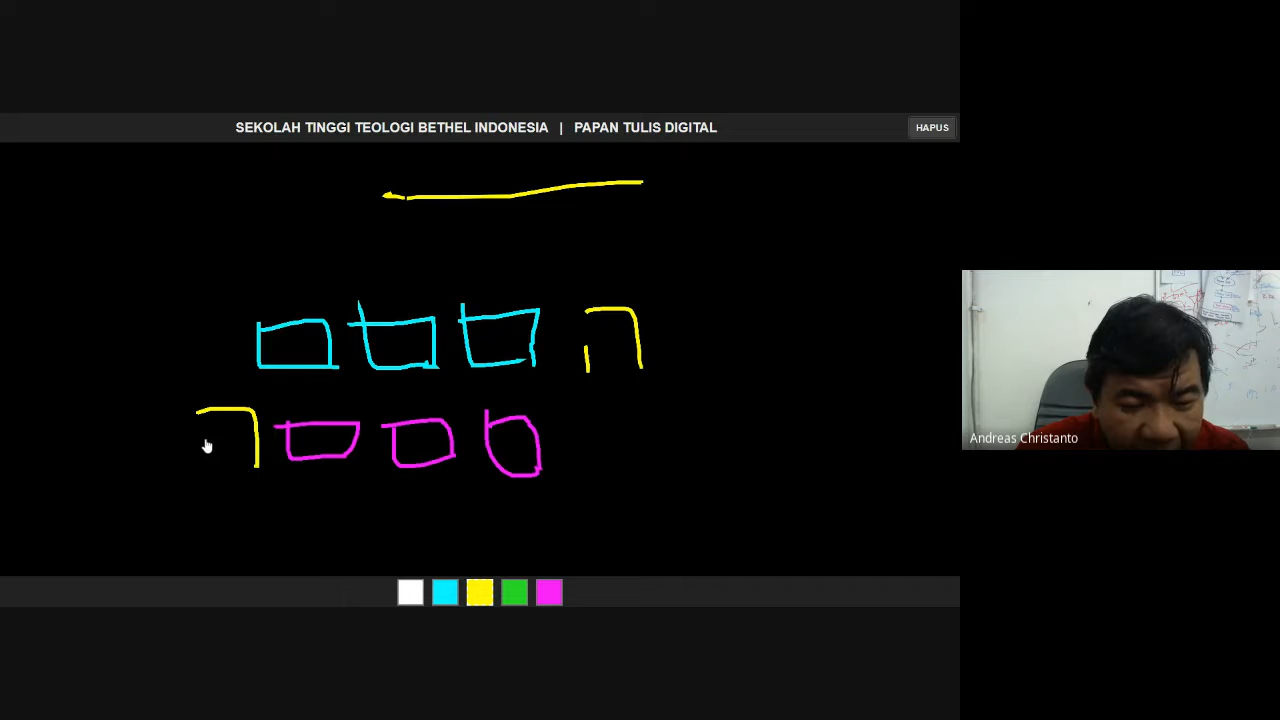 SEKOLAH TINGGI TEOLOGI BETHEL INDONESIA | PAPAN TULIS DIGITAL
HAPUS
ה
ה
Andreas Christanto